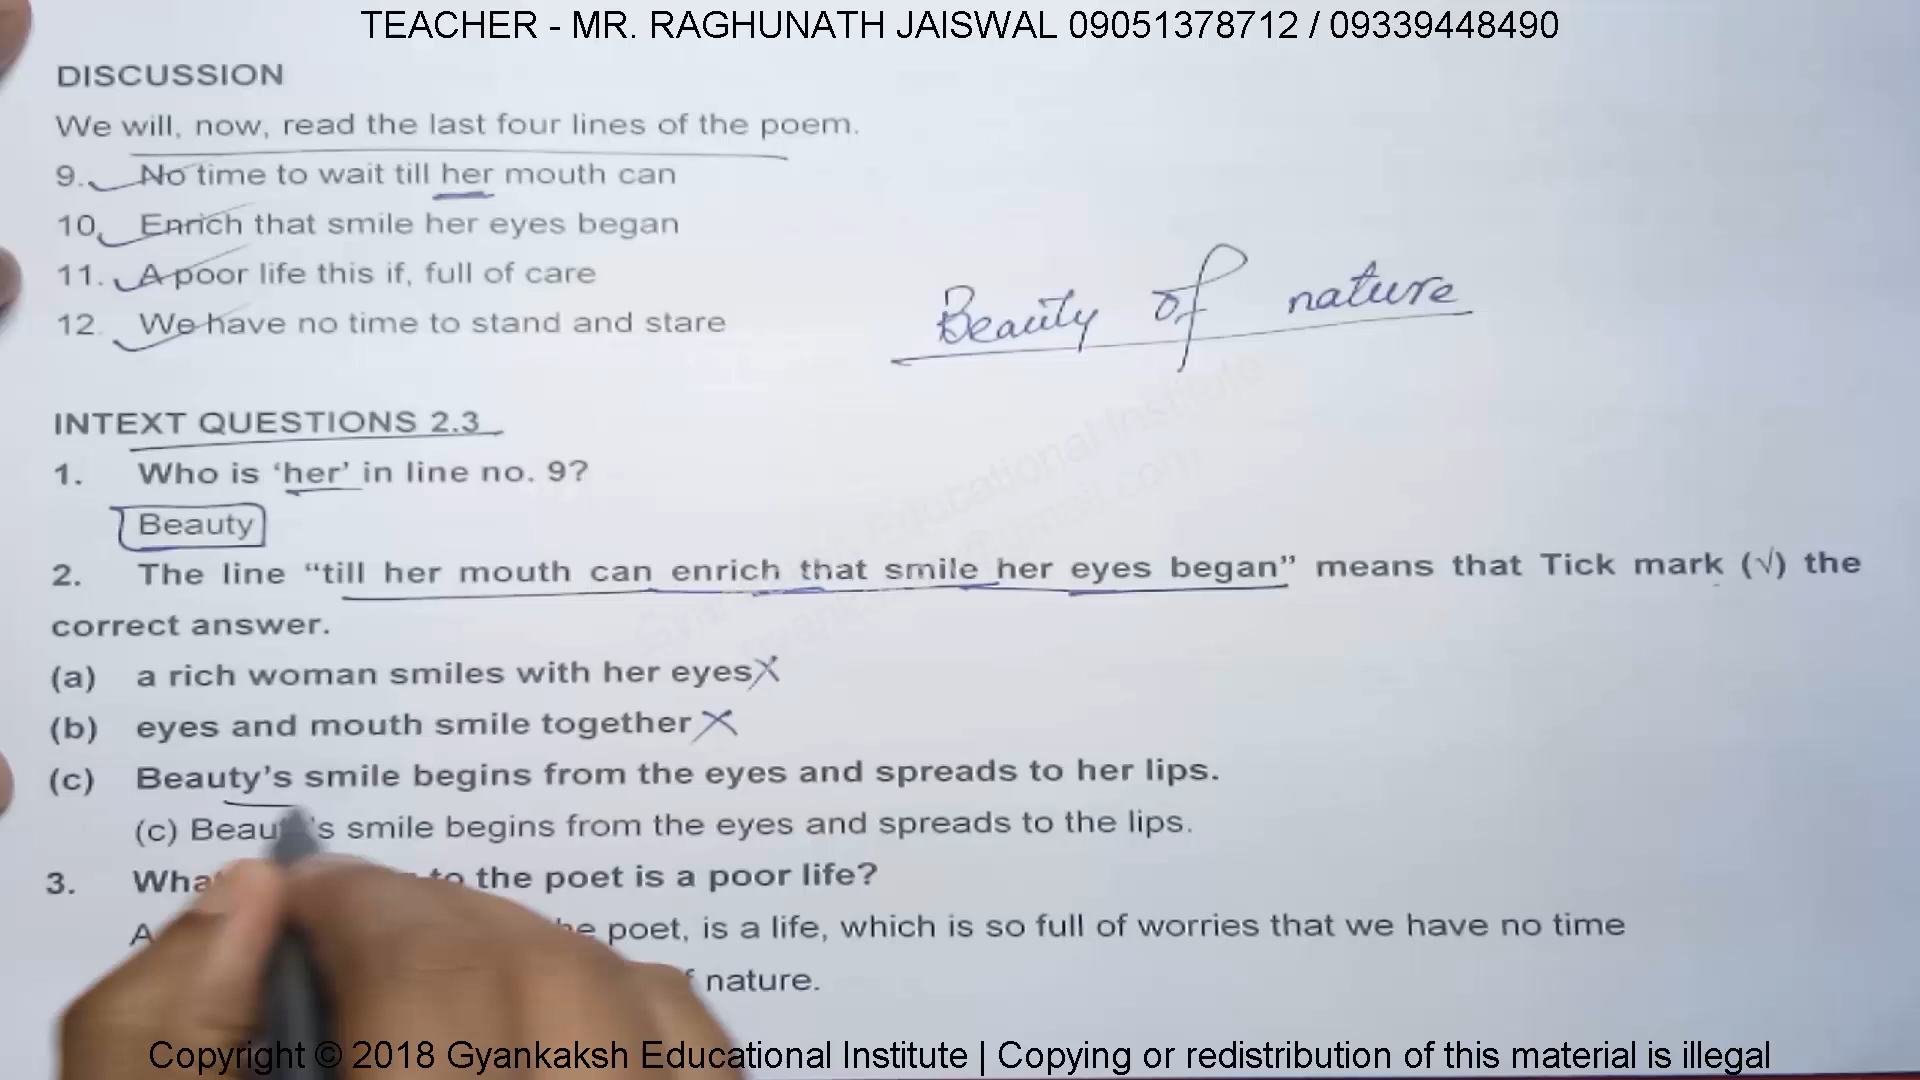 TEACHER - MR. RAGHUNATH JAISWAL 09051378712 / 09339448490
DISCUSSION
We will, now, read the last four lines of the poem.
9. No time to wait till her mouth can
10. Enrich that smile her eyes began
11. A poor life this if, full of care
12. We have no time to stand and stare
Beauty of nature
INTEXT QUESTIONS 2.3
1. Who is ‘her’ in line no. 9?
Beauty
2. The line “till her mouth can enrich that smile her eyes began” means that Tick mark (√) the
correct answer.
(a) a rich woman smiles with her eyes
(b) eyes and mouth smile together
(c) Beauty’s smile begins from the eyes and spreads to her lips.
(c) smile begins from the eyes and spreads to the lips.
3. to the poet is a poor life?
poet, is a life, which is so full of worries that we have no time
nature.
Copyright © 2018 Gyankaksh Educational Institute | Copying or redistribution of this material is illegal